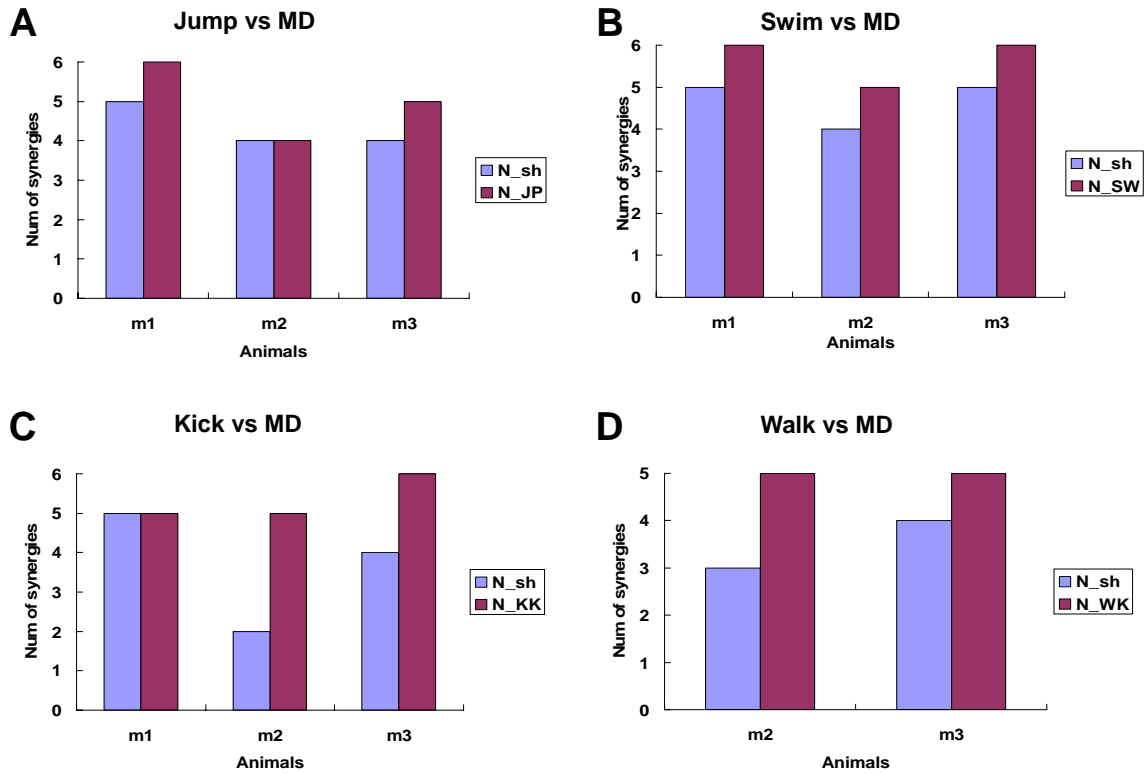 A
Jump vs MD
Num of synergies
6
5
4
3
2
1
0
m1 m2 m3
Animals
N_sh
N_JP
B
Swim vs MD
Num of synergies
6
5
4
3
2
1
0
m1 m2 m3
Animals
N_sh
N_SW
C
Kick vs MD
Num of synergies
6
5
4
3
2
1
0
m1 m2 m3
Animals
N_sh
N_KK
D
Walk vs MD
Num of synergies
5
4
3
2
1
0
m2 m3
Animals
N_sh
N_WK